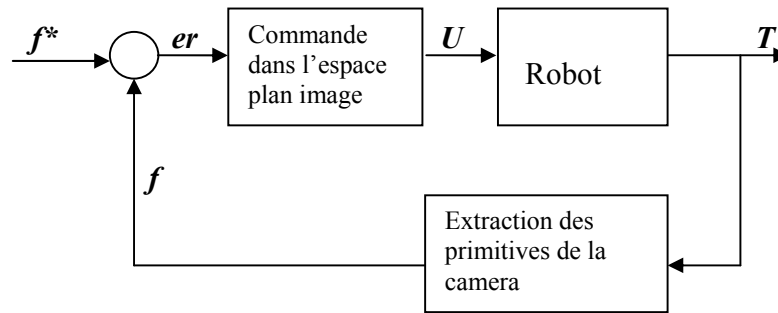 f*
er
Commande
dans l’espace
plan image
U
Robot
T
f
Extraction des
primitives de la
camera